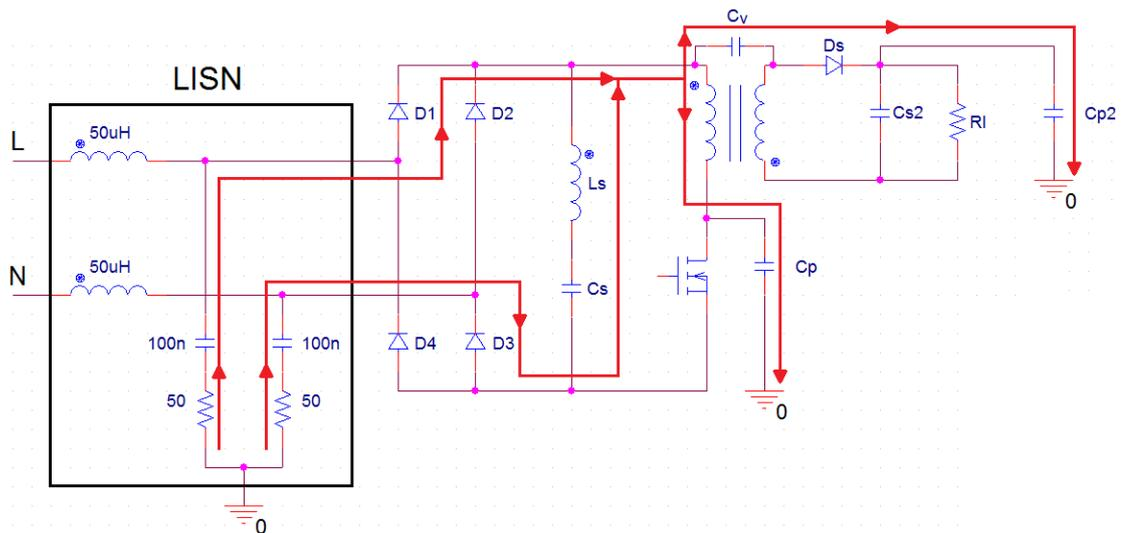 Cv
Ds
LISN
D1
D2
Cs2
Rl
Cp2
50uH
L
Ls
0
50uH
N
Cp
Cs
100n
100n
D4
D3
50
50
0
0